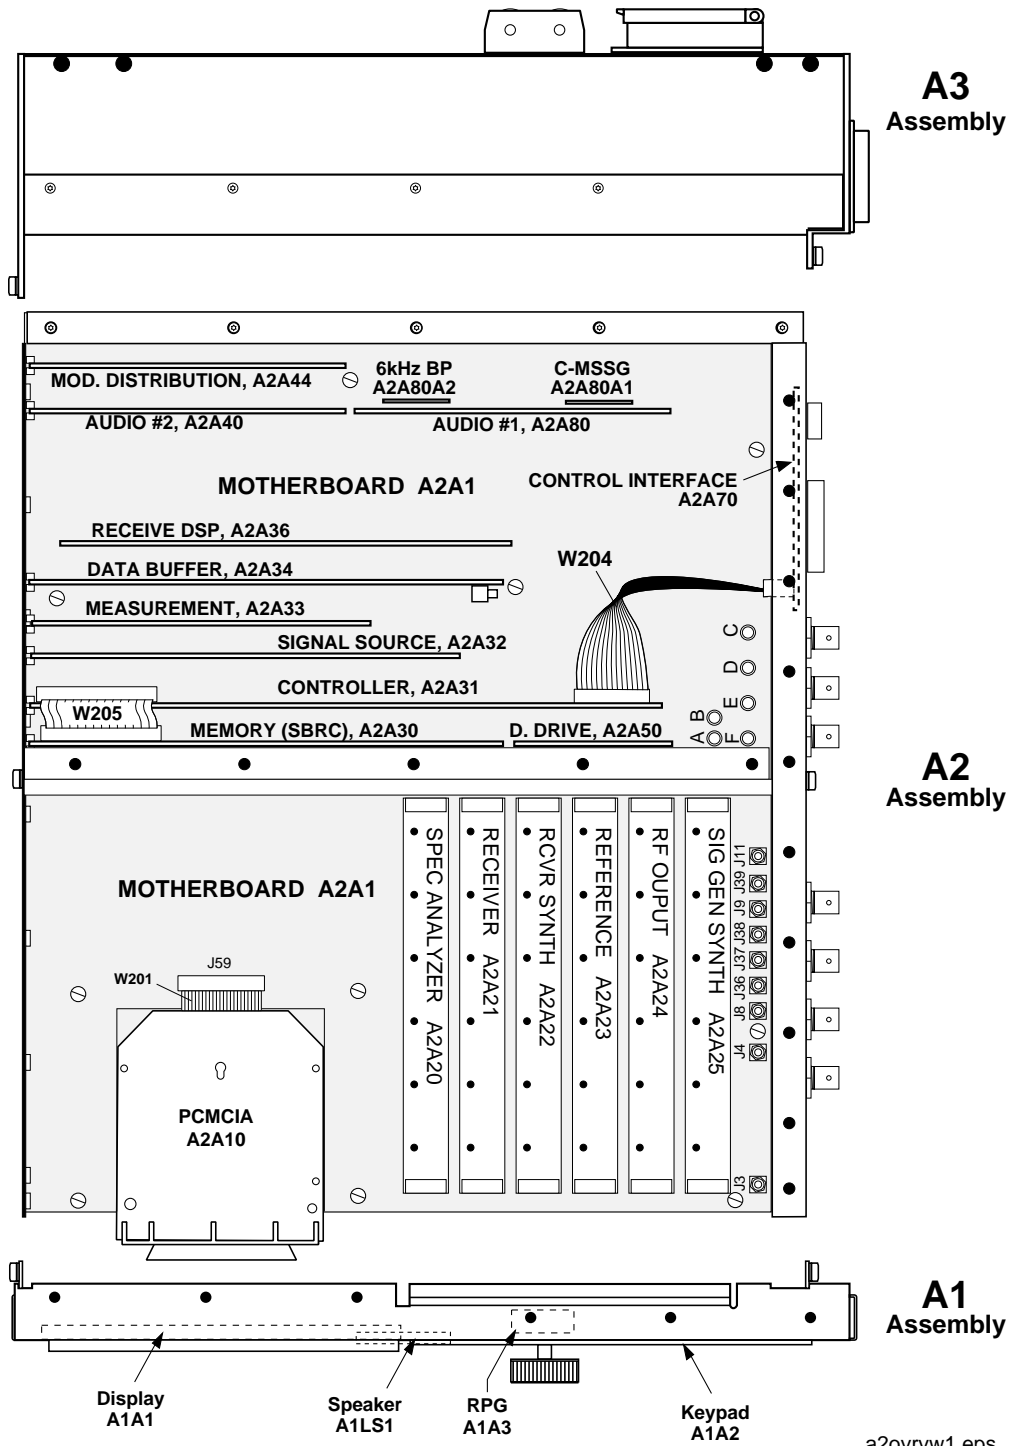 A3
Assembly
6kHz BP
A2A80A2
C-MSSG
A2A80A1
MOD. DISTRIBUTION, A2A44
AUDIO #2, A2A40
AUDIO #1, A2A80
MOTHERBOARD A2A1
CONTROL INTERFACE
A2A70
RECEIVE DSP, A2A36
W204
DATA BUFFER, A2A34
MEASUREMENT, A2A33
SIGNAL SOURCE, A2A32
CONTROLLER, A2A31
W205
MEMORY (SBRC), A2A30
D. DRIVE, A2A50
C
D
E
B
A
F
A2
Assembly
MOTHERBOARD A2A1
SPEC ANALYZER A2A20
RECEIVER A2A21
RCVR SYNTH A2A22
REFERENCE A2A23
RF OUPUT A2A24
SIG GEN SYNTH A2A25
J11
J39
J9
J38
J37
J36
J8
J4
J3
J59
W201
PCMCIA
A2A10
A1
Assembly
Display
A1A1
Speaker
A1LS1
RPG
A1A3
Keypad
A1A2
a2ovrvw1.eps